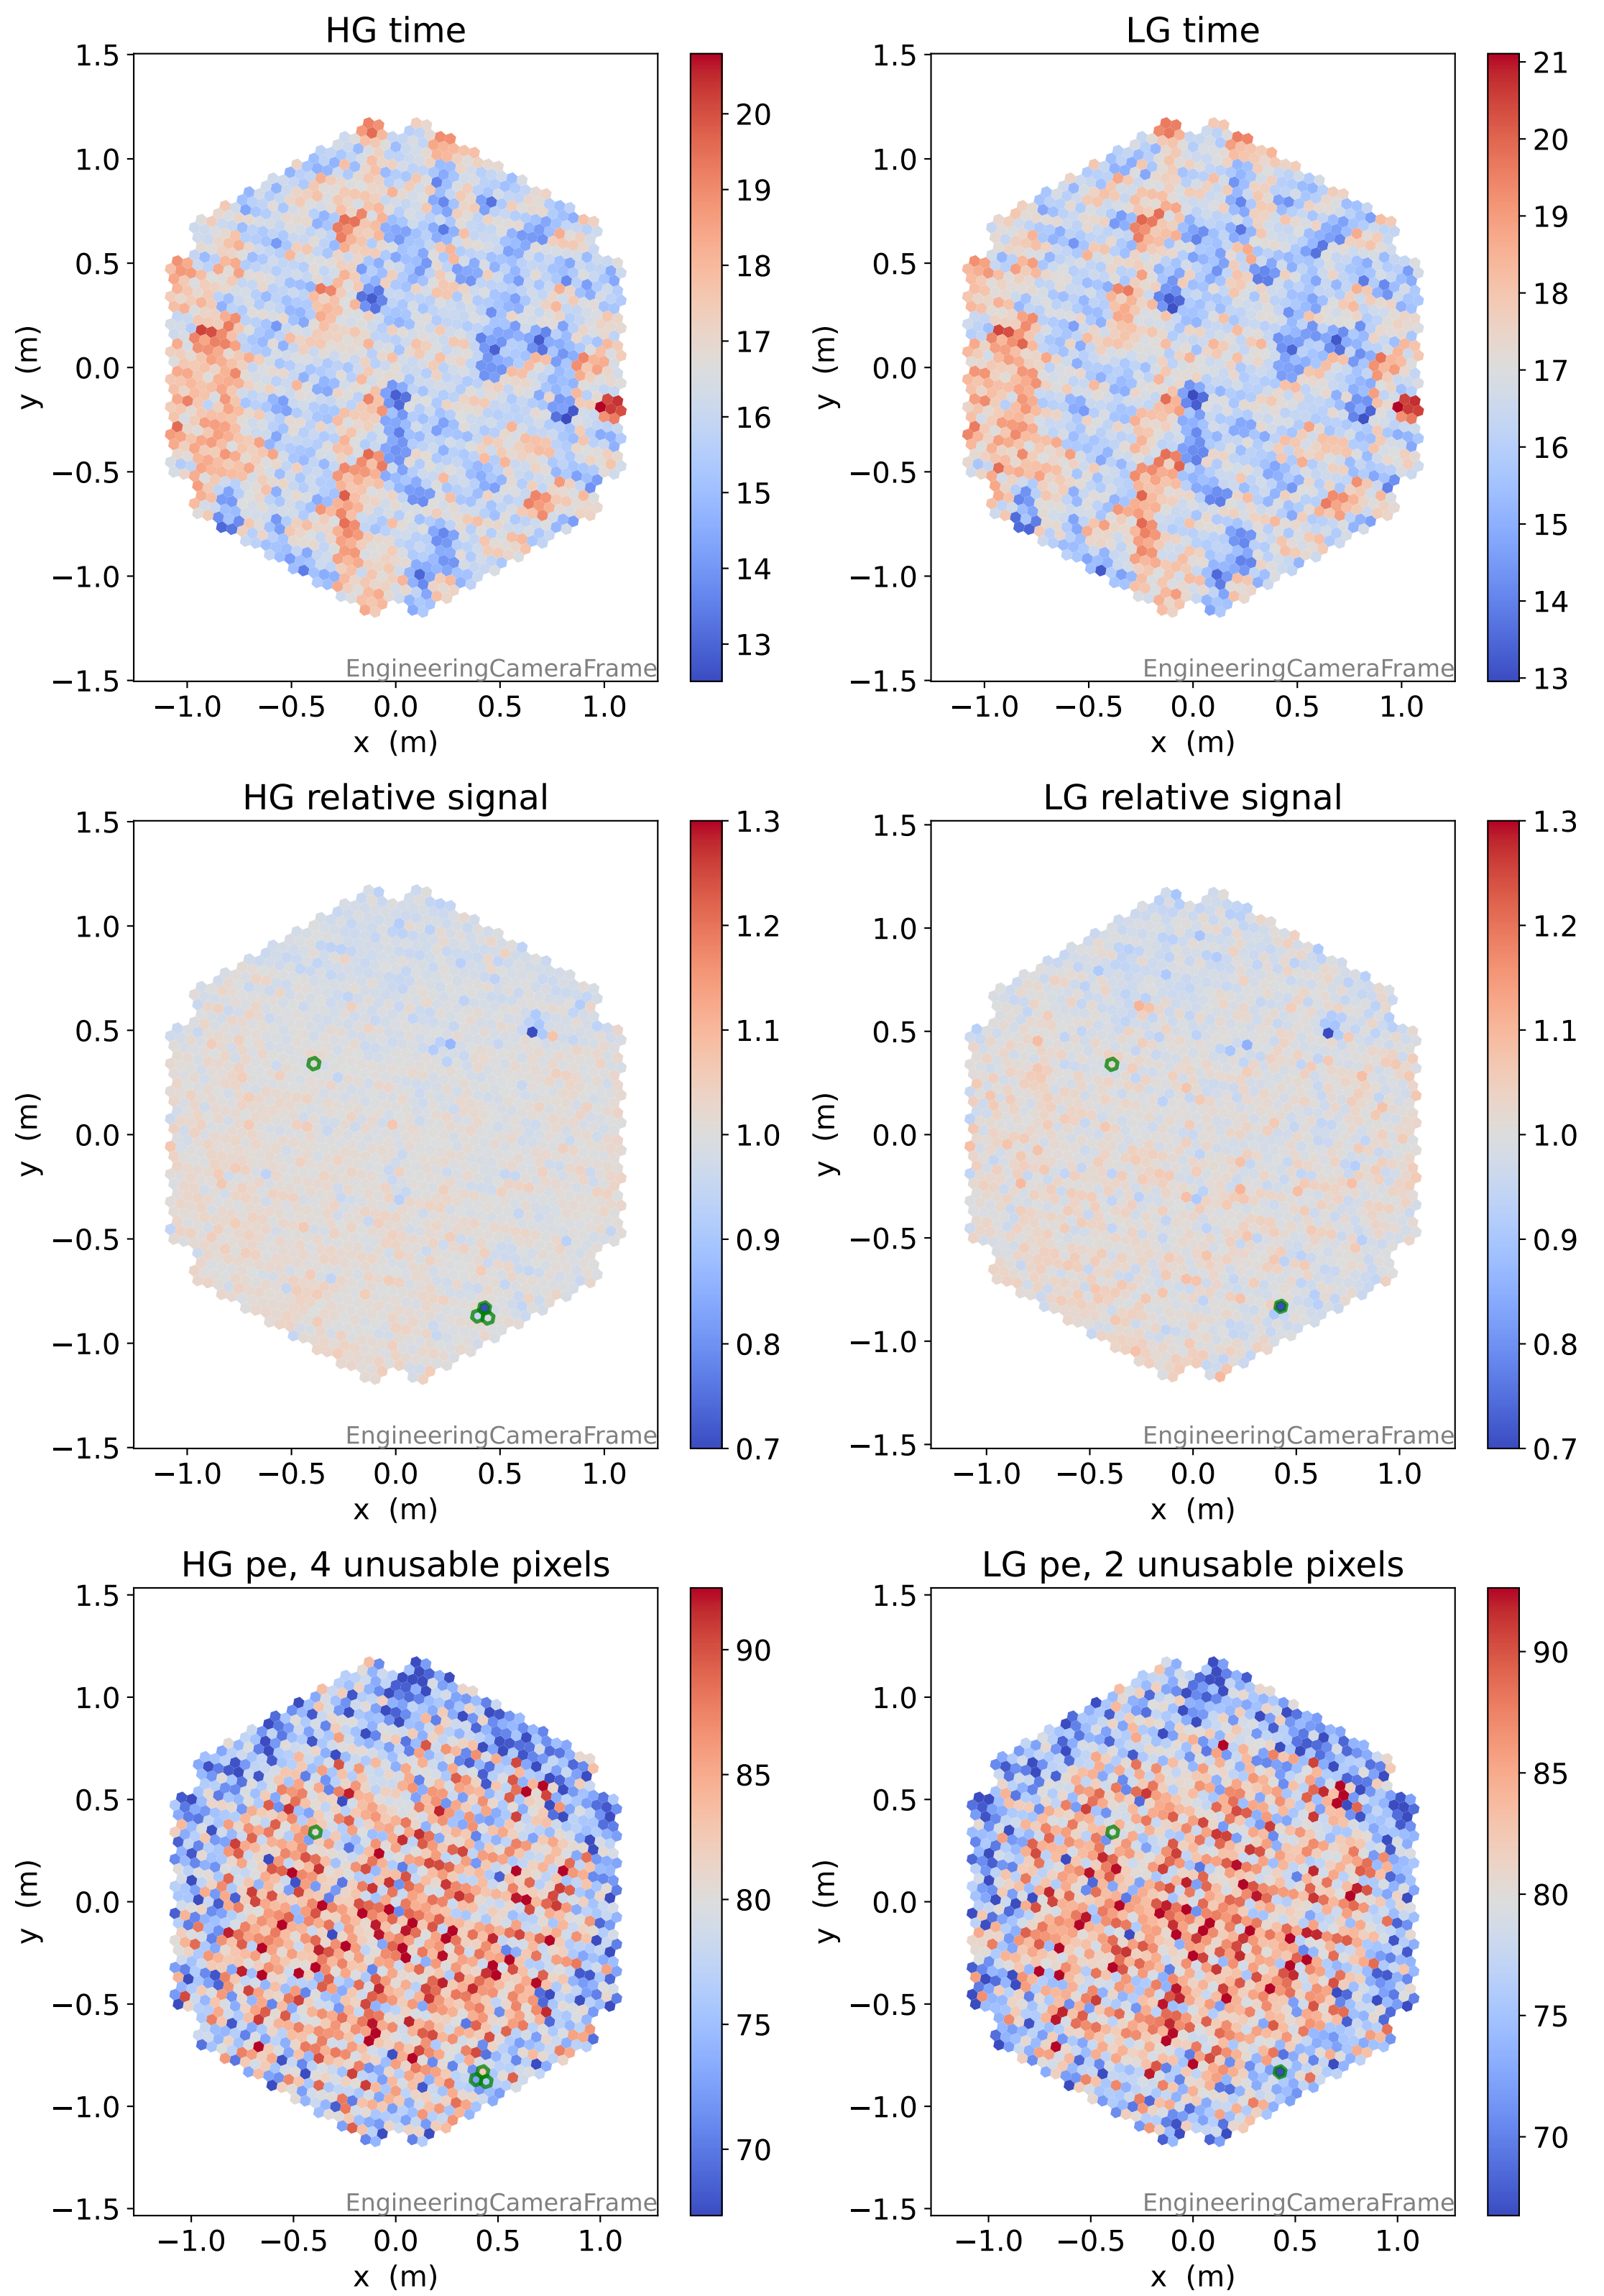 HG time
1.5
1.0
0.5
0.0
−0.5
−1.0
−1.5
y (m)
−1.0 −0.5 0.0 0.5 1.0
x (m)
EngineeringCameraFrame
20
19
18
17
16
15
14
13
LG time
1.5
1.0
0.5
0.0
−0.5
−1.0
−1.5
y (m)
−1.0 −0.5 0.0 0.5 1.0
x (m)
EngineeringCameraFrame
21
20
19
18
17
16
15
14
13
HG relative signal
1.5
1.0
0.5
0.0
−0.5
−1.0
−1.5
y (m)
−1.0 −0.5 0.0 0.5 1.0
x (m)
EngineeringCameraFrame
1.3
1.2
1.1
1.0
0.9
0.8
0.7
LG relative signal
1.5
1.0
0.5
0.0
−0.5
−1.0
−1.5
y (m)
−1.0 −0.5 0.0 0.5 1.0
x (m)
EngineeringCameraFrame
1.3
1.2
1.1
1.0
0.9
0.8
0.7
HG pe, 4 unusable pixels
1.5
1.0
0.5
0.0
−0.5
−1.0
−1.5
y (m)
−1.0 −0.5 0.0 0.5 1.0
x (m)
EngineeringCameraFrame
90
85
80
75
70
LG pe, 2 unusable pixels
1.5
1.0
0.5
0.0
−0.5
−1.0
−1.5
y (m)
−1.0 −0.5 0.0 0.5 1.0
x (m)
EngineeringCameraFrame
90
85
80
75
70